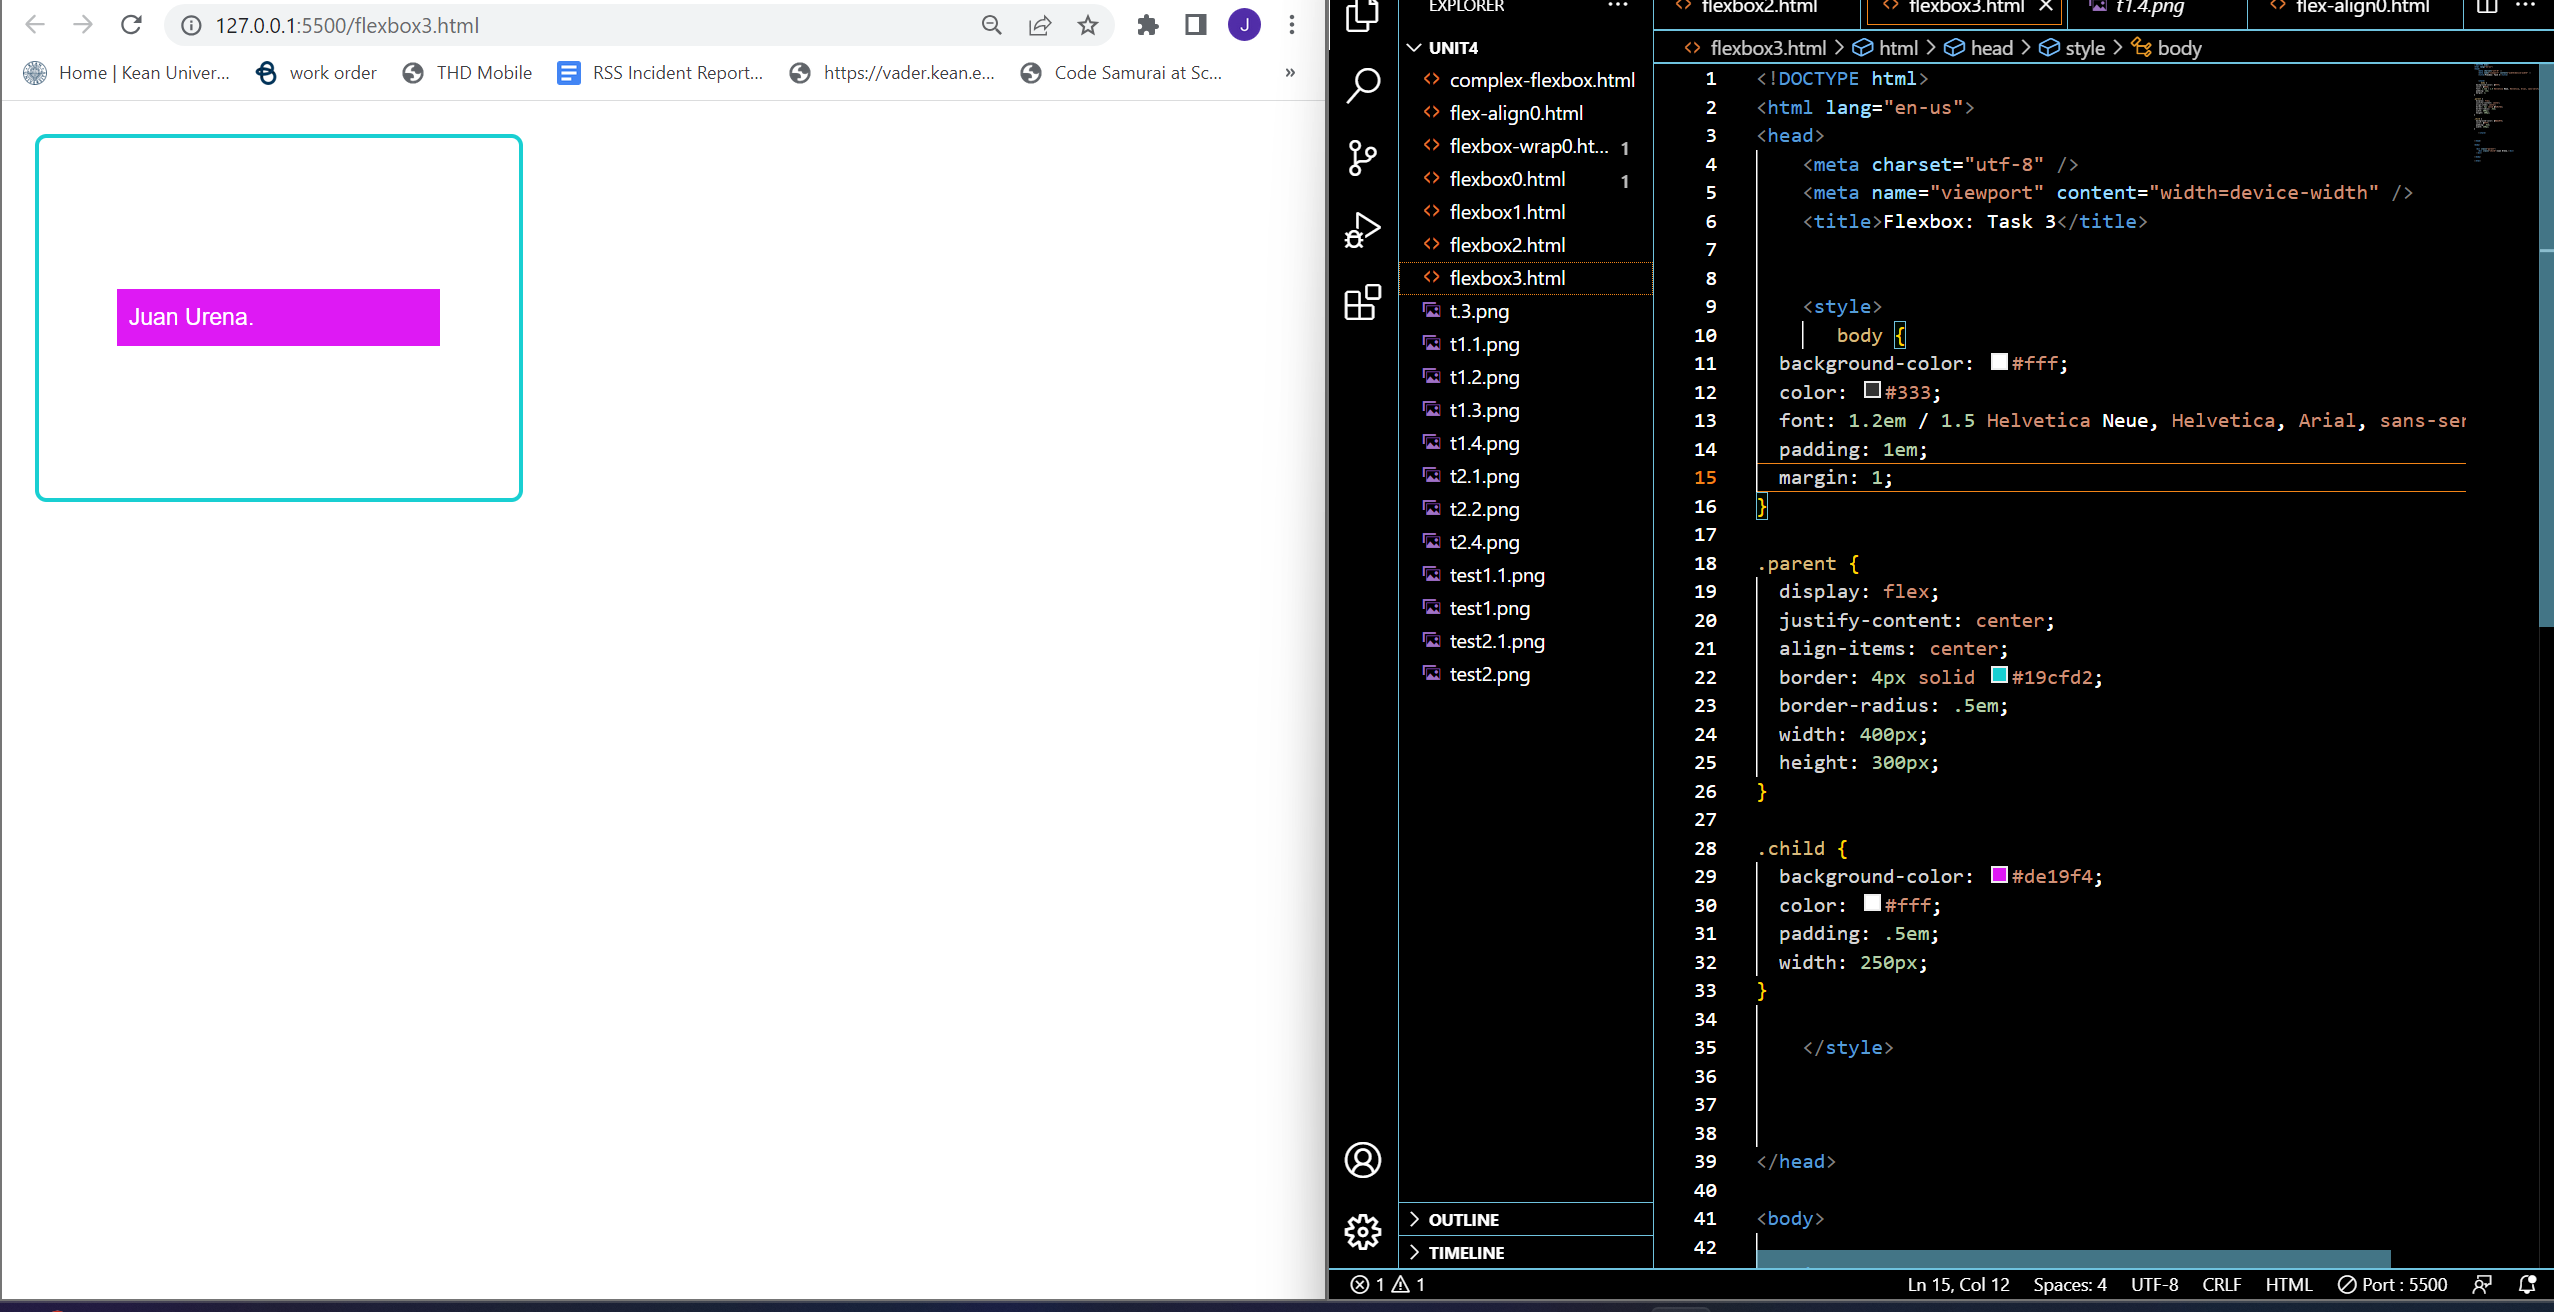 127.0.0.1:5500/flexbox3.html
J
Home | Kean Univer...
work order
THD Mobile
RSS Incident Report...
https://vader.kean.e...
Code Samurai at Sc...
»
Juan Urena.
EXPLORER
UNIT4
complex-flexbox.html
flex-align0.html
flexbox-wrap0.ht... 1
flexbox0.html 1
flexbox1.html
flexbox2.html
flexbox3.html
t.3.png
t1.1.png
t1.2.png
t1.3.png
t1.4.png
t2.1.png
t2.2.png
t2.4.png
test1.1.png
test1.png
test2.1.png
test2.png
OUTLINE
TIMELINE
flexbox2.html
flexbox3.html
t1.4.png
flex-align0.html
flexbox3.html > html > head > style > body
1 <!DOCTYPE html>
2 <html lang="en-us">
3 <head>
4 <meta charset="utf-8" />
5 <meta name="viewport" content="width=device-width" />
6 <title>Flexbox: Task 3</title>
7
8
9 <style>
10 body {
11 background-color: #fff;
12 color: #333;
13 font: 1.2em / 1.5 Helvetica Neue, Helvetica, Arial, sans-ser
14 padding: 1em;
15 margin: 1;
16 }
17
18 .parent {
19 display: flex;
20 justify-content: center;
21 align-items: center;
22 border: 4px solid #19cfd2;
23 border-radius: .5em;
24 width: 400px;
25 height: 300px;
26 }
27
28 .child {
29 background-color: #de19f4;
30 color: #fff;
31 padding: .5em;
32 width: 250px;
33 }
34
35 </style>
36
37
38
39 </head>
40
41 <body>
42
1 1
Ln 15, Col 12
Spaces: 4
UTF-8
CRLF
HTML
Port : 5500